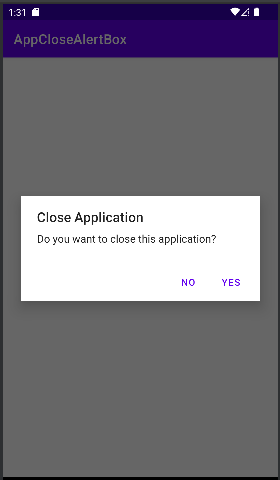 1:31
AppCloseAlertBox
Close Application
Do you want to close this application?
NO YES